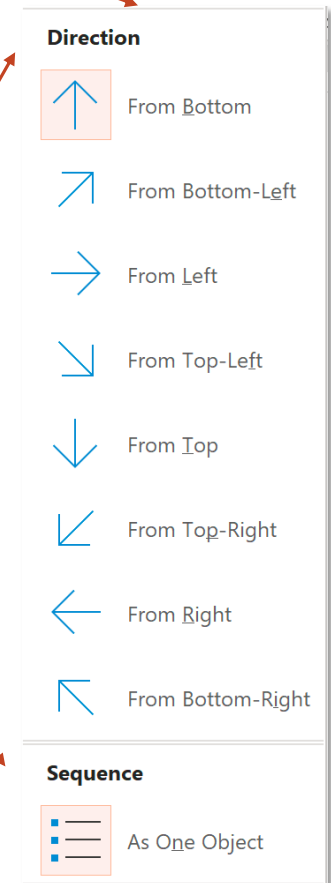 Direction
From Bottom
From Bottom-Left
From Left
From Top-Left
From Top
From Top-Right
From Right
From Bottom-Right
Sequence
As One Object